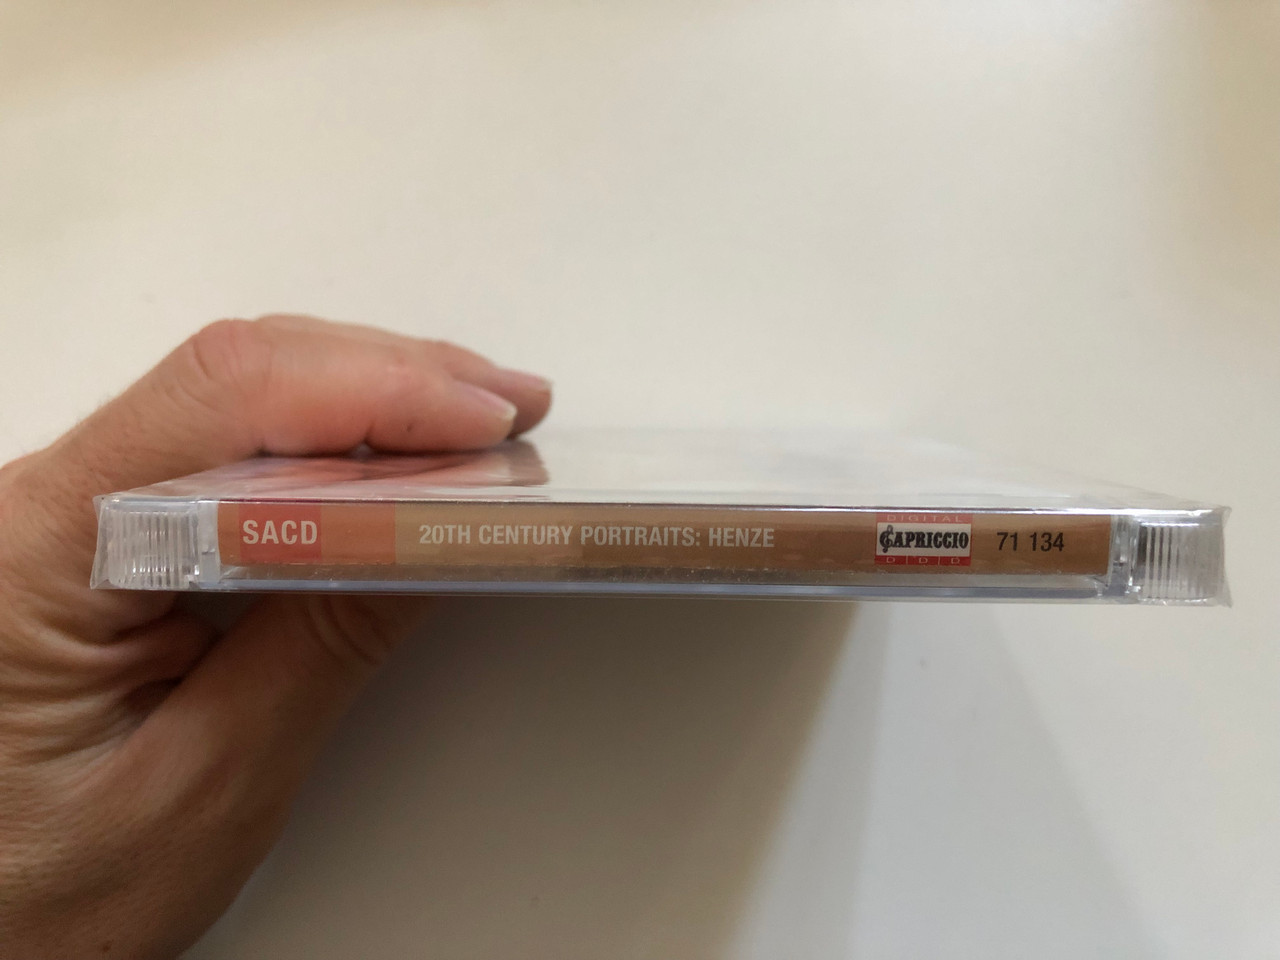 SACD
20TH CENTURY PORTRAITS: HENZE
DIGITAL
CAPRICCIO
D D D
71 134